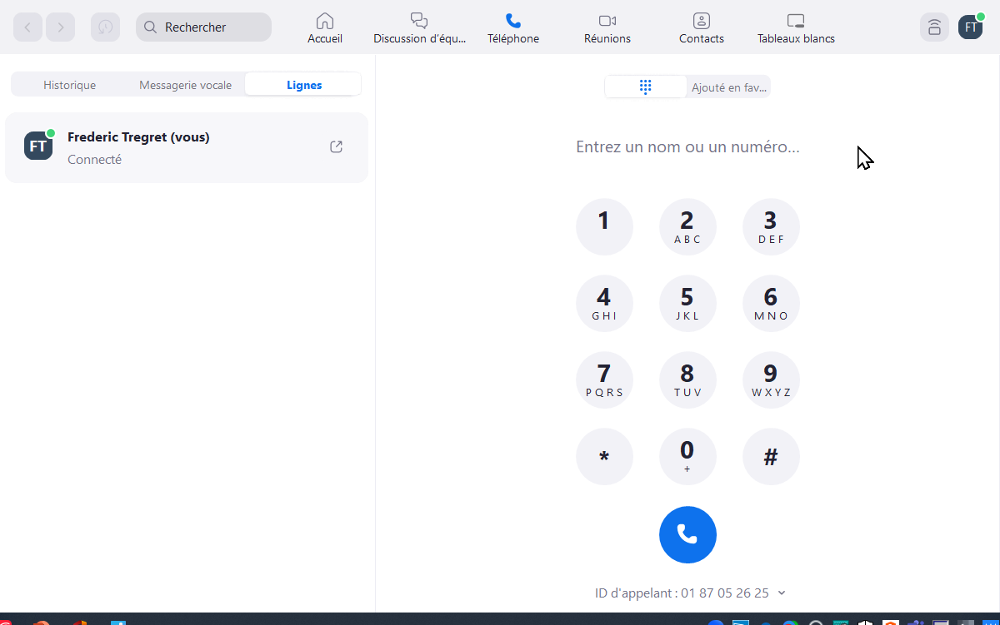 Rechercher
Accueil
Discussion d'équ...
Téléphone
Réunions
Contacts
Tableaux blancs
FT
Historique
Messagerie vocale
Lignes
Ajouté en fav...
FT
Frederic Tregret (vous)
Connecté
Entrez un nom ou un numéro...
1
2
3
ABC
DEF
4
5
6
GHI
JKL
MNO
7
8
9
PQRS
TUV
WXYZ
*
0
#
+
ID d'appelant : 01 87 05 26 25